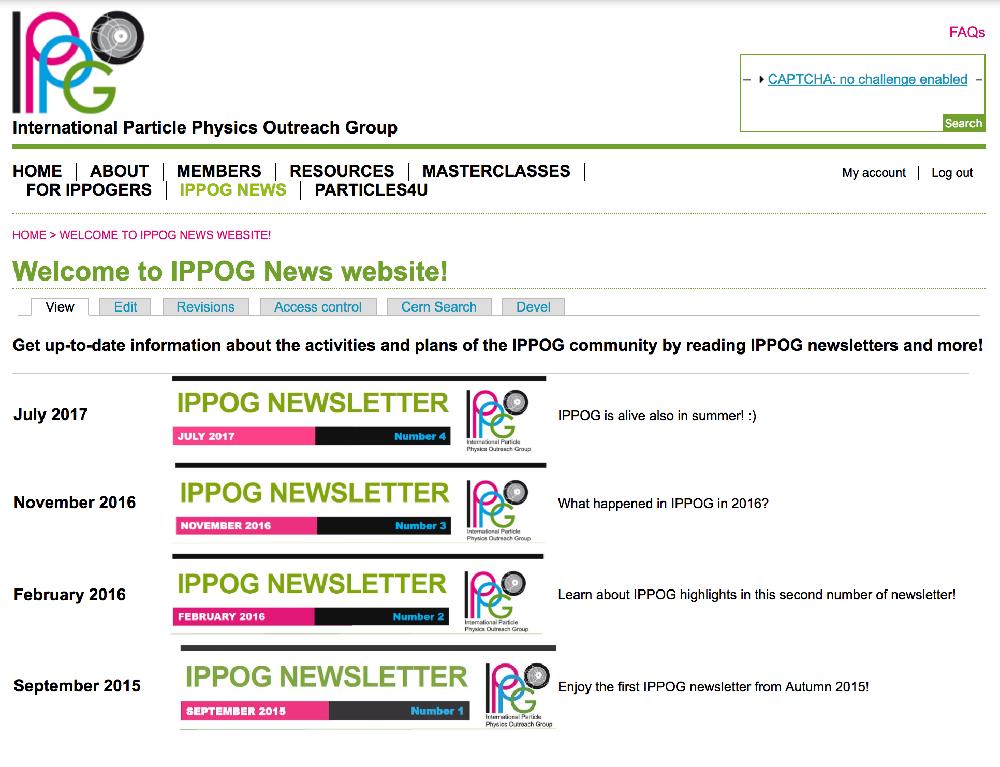 IPPOG
International Particle Physics Outreach Group
FAQs
CAPTCHA: no challenge enabled
Search
HOME | ABOUT | MEMBERS | RESOURCES | MASTERCLASSES |
FOR IPPOGERS | IPPOG NEWS | PARTICLES4U
My account | Log out
HOME > WELCOME TO IPPOG NEWS WEBSITE!
Welcome to IPPOG News website!
View Edit Revisions Access control Cern Search Devel
Get up-to-date information about the activities and plans of the IPPOG community by reading IPPOG newsletters and more!
July 2017
IPPOG NEWSLETTER
JULY 2017 Number 4
IPPOG
International Particle
Physics Outreach Group
IPPOG is alive also in summer! :)
November 2016
IPPOG NEWSLETTER
NOVEMBER 2016 Number 3
IPPOG
International Particle
Physics Outreach Group
What happened in IPPOG in 2016?
February 2016
IPPOG NEWSLETTER
FEBRUARY 2016 Number 2
IPPOG
International Particle
Physics Outreach Group
Learn about IPPOG highlights in this second number of newsletter!
September 2015
IPPOG NEWSLETTER
SEPTEMBER 2015 Number 1
IPPOG
International Particle
Physics Outreach Group
Enjoy the first IPPOG newsletter from Autumn 2015!